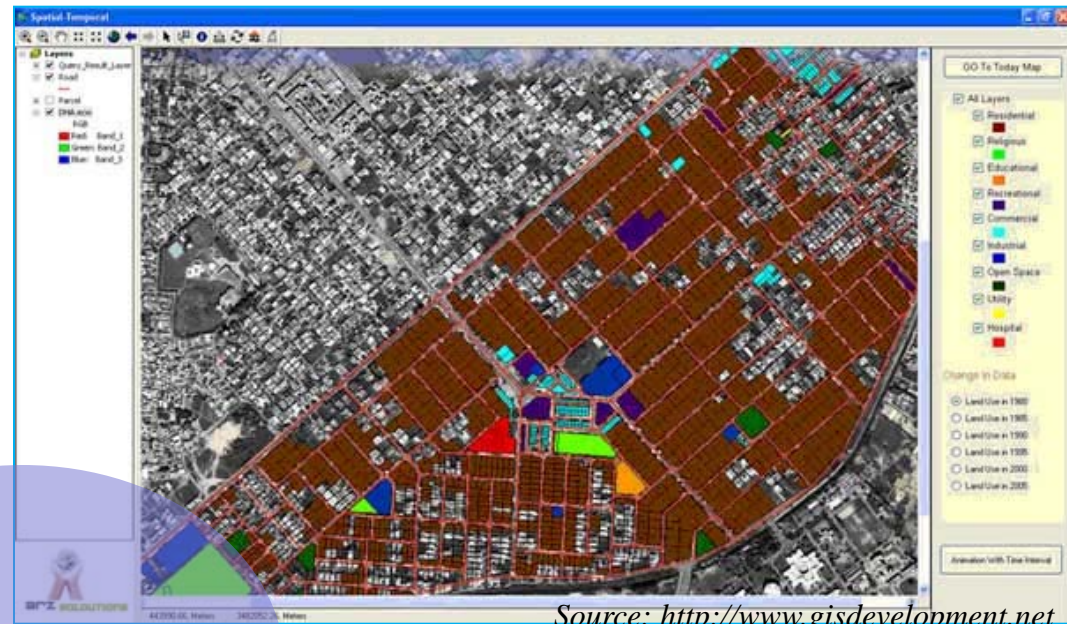 Spatial-Temporal
Layers
Query_Result_Layer
Road
Parcel
RGB
Red: Band_1
Green: Band_2
Blue: Band_3
GO To Today Map
All Layers
Residential
Religious
Educational
Recreational
Commercial
Industrial
Open Space
Utility
Hospital
Change In Data
Land Use in 1980
Land Use in 1985
Land Use in 1990
Land Use in 1995
Land Use in 2000
Land Use in 2005
Animation With Time Interval
SOLUTIONS
Meters
Meters
Source: http://www.gisdevelopment.net